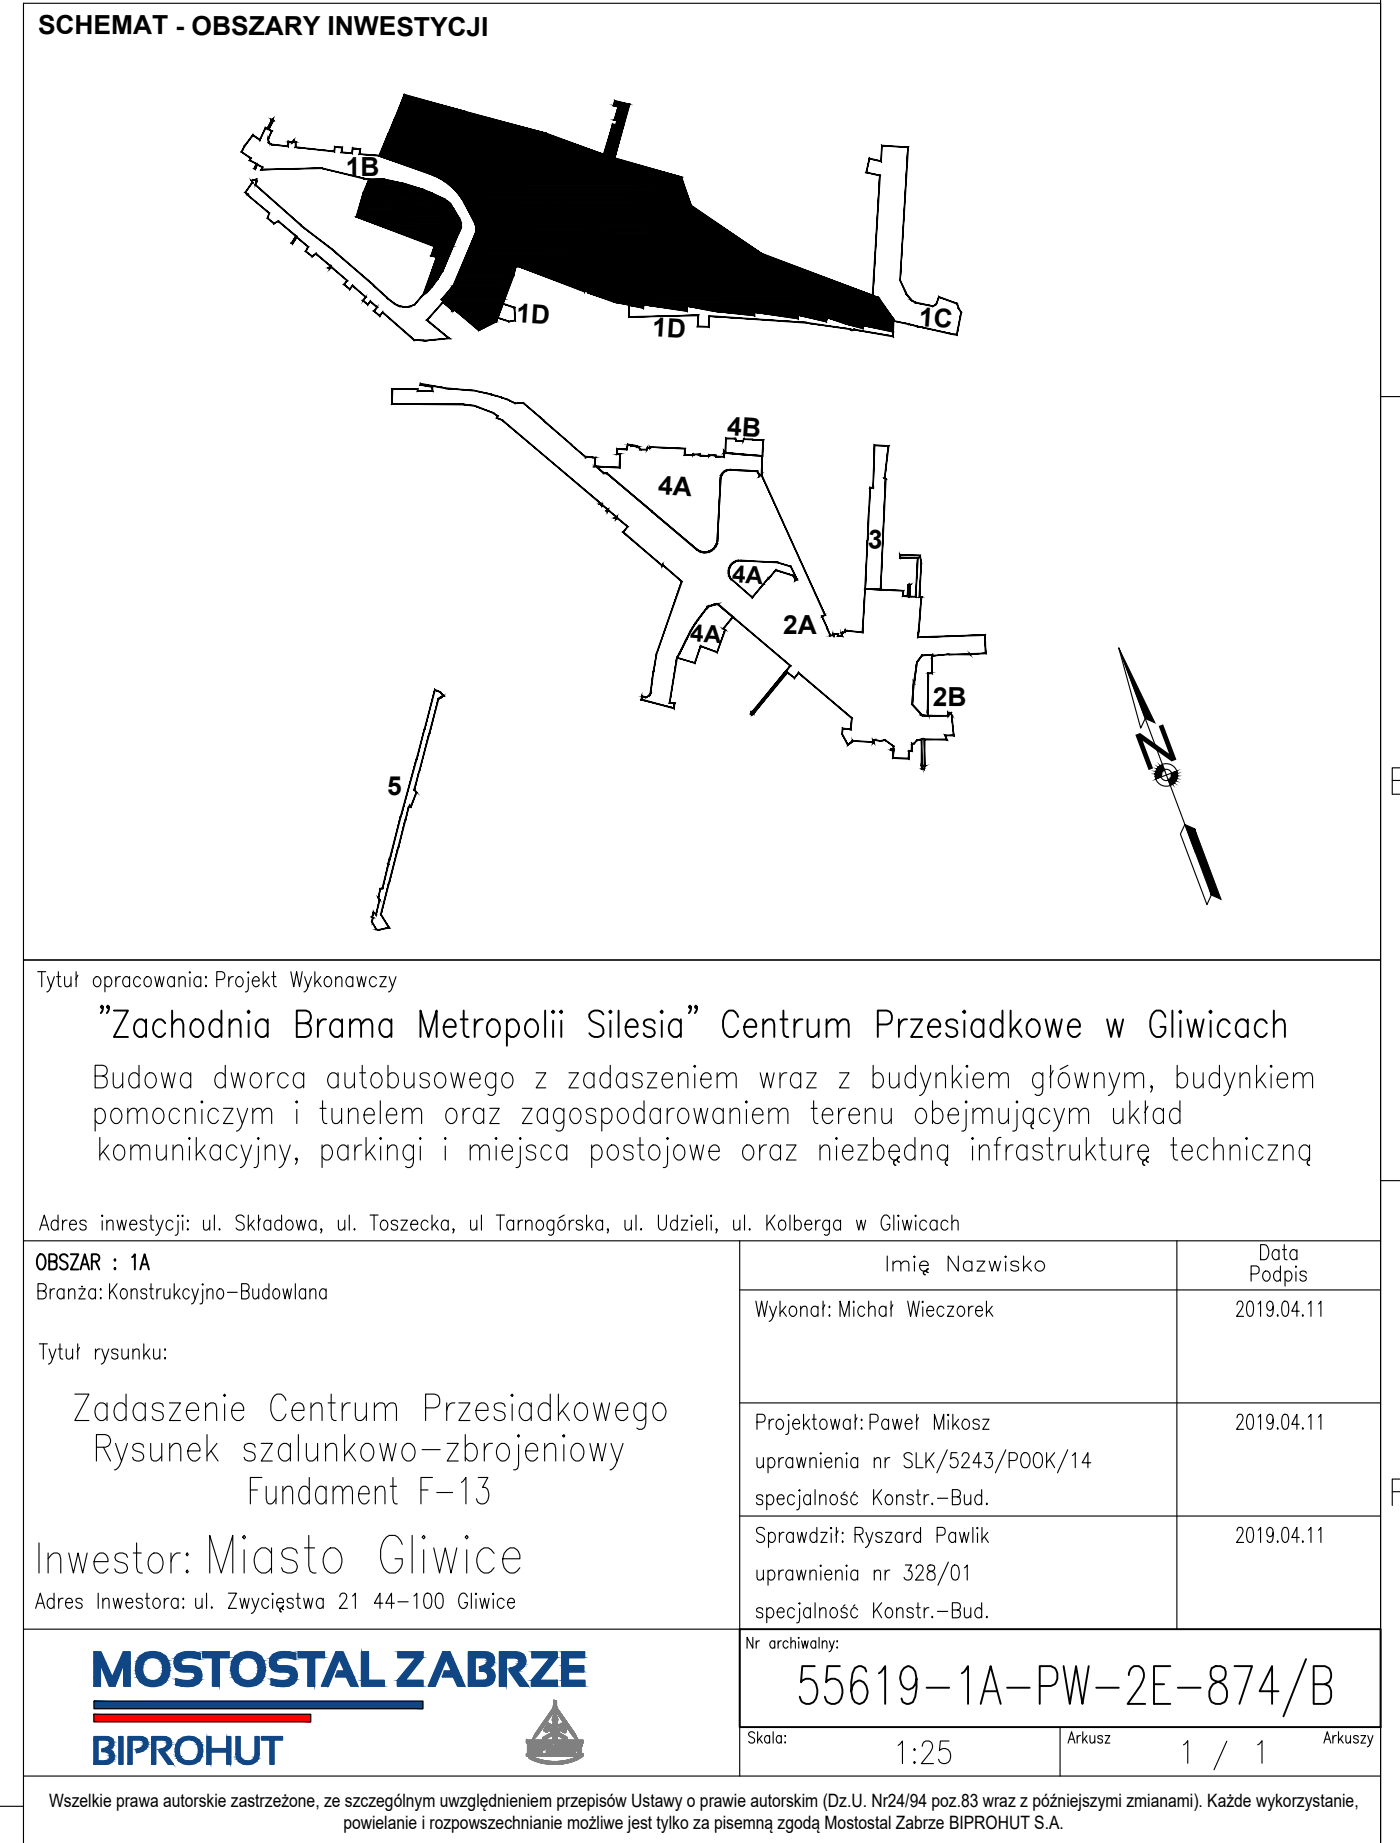 SCHEMAT - OBSZARY INWESTYCJI
1B
1D
1D
1C
4B
4A
3
4A
4A
2A
2B
5
N
Tytuł opracowania: Projekt Wykonawczy
"Zachodnia Brama Metropolii Silesia" Centrum Przesiadkowe w Gliwicach
Budowa dworca autobusowego z zadaszeniem wraz z budynkiem głównym, budynkiem
pomocniczym i tunelem oraz zagospodarowaniem terenu obejmującym układ
komunikacyjny, parkingi i miejsca postojowe oraz niezbędną infrastrukturę techniczną
Adres inwestycji: ul. Składowa, ul. Toszecka, ul Tarnogórska, ul. Udzieli, ul. Kolberga w Gliwicach
OBSZAR : 1A
Branża: Konstrukcyjno-Budowlana
Tytuł rysunku:
Zadaszenie Centrum Przesiadkowego
Rysunek szalunkowo-zbrojeniowy
Fundament F-13
Inwestor: Miasto Gliwice
Adres Inwestora: ul. Zwycięstwa 21 44-100 Gliwice
Imię Nazwisko
Data
Podpis
Wykonał: Michał Wieczorek
2019.04.11
Projektował: Paweł Mikosz
2019.04.11
uprawnienia nr SLK/5243/POOK/14
specjalność Konstr.-Bud.
Sprawdził: Ryszard Pawlik
2019.04.11
uprawnienia nr 328/01
specjalność Konstr.-Bud.
MOSTOSTAL ZABRZE
BIPROHUT
Nr archiwalny:
55619-1A-PW-2E-874/B
Skala:
1:25
Arkusz
1 / 1
Arkuszy
Wszelkie prawa autorskie zastrzeżone, ze szczególnym uwzględnieniem przepisów Ustawy o prawie autorskim (Dz.U. Nr24/94 poz.83 wraz z późniejszymi zmianami). Każde wykorzystanie,
powielanie i rozpowszechnianie możliwe jest tylko za pisemną zgodą Mostostal Zabrze BIPROHUT S.A.